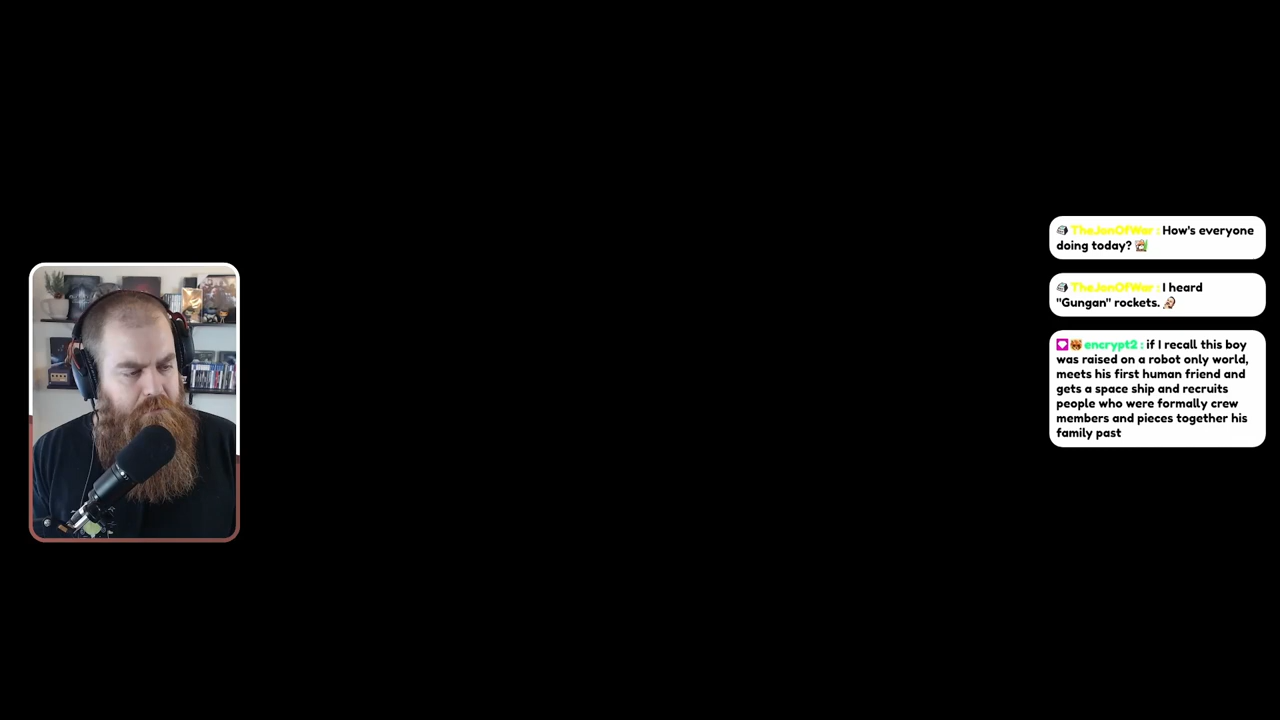 TheJonOfWar : How's everyone
doing today?
TheJonOfWar : I heard
"Gungan" rockets.
encrypt2 : if I recall this boy
was raised on a robot only world,
meets his first human friend and
gets a space ship and recruits
people who were formally crew
members and pieces together his
family past